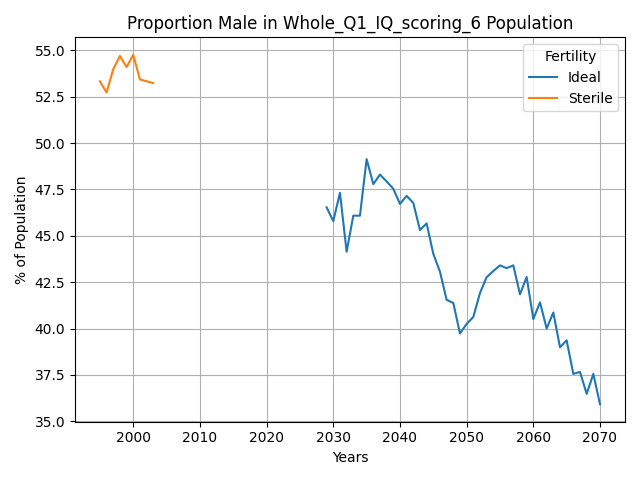 Proportion Male in Whole_Q1_IQ_scoring_6 Population
Fertility
Ideal
Sterile
% of Population
55.0
52.5
50.0
47.5
45.0
42.5
40.0
37.5
35.0
2000
2010
2020
2030
2040
2050
2060
2070
Years